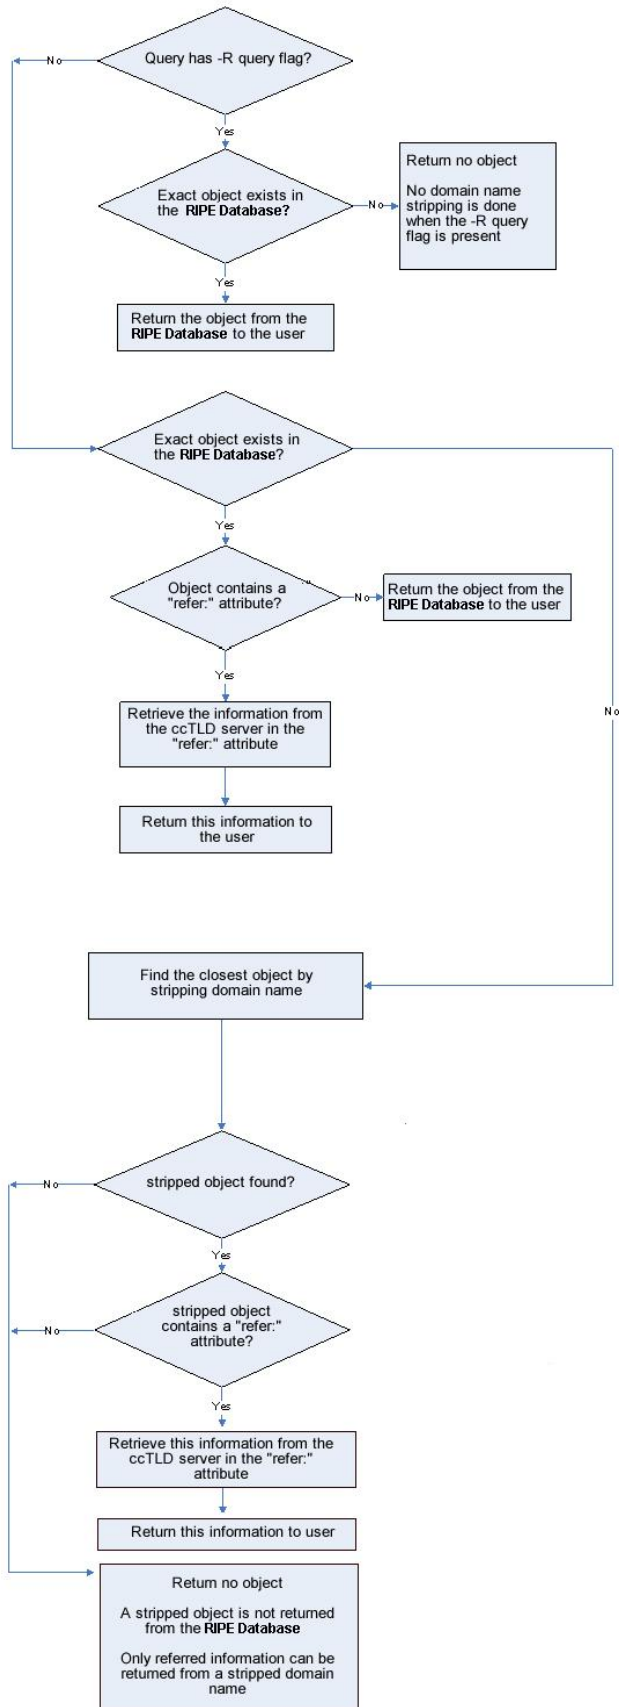 Query has -R query flag?
No
Yes
Exact object exists in
the RIPE Database?
No
Return no object
No domain name
stripping is done
when the -R query
flag is present
Yes
Return the object from the
RIPE Database to the user
Exact object exists in
the RIPE Database?
Yes
Object contains a
"refer:" attribute?
No
Return the object from the
RIPE Database to the user
Yes
Retrieve the information from
the ccTLD server in the
"refer:" attribute
No
Return this information to
the user
Find the closest object by
stripping domain name
stripped object found?
No
Yes
stripped object
contains a "refer:"
attribute?
No
Yes
Retrieve this information from the
ccTLD server in the "refer:"
attribute
Return this information to user
Return no object
A stripped object is not returned
from the RIPE Database
Only referred information can be
returned from a stripped domain
name